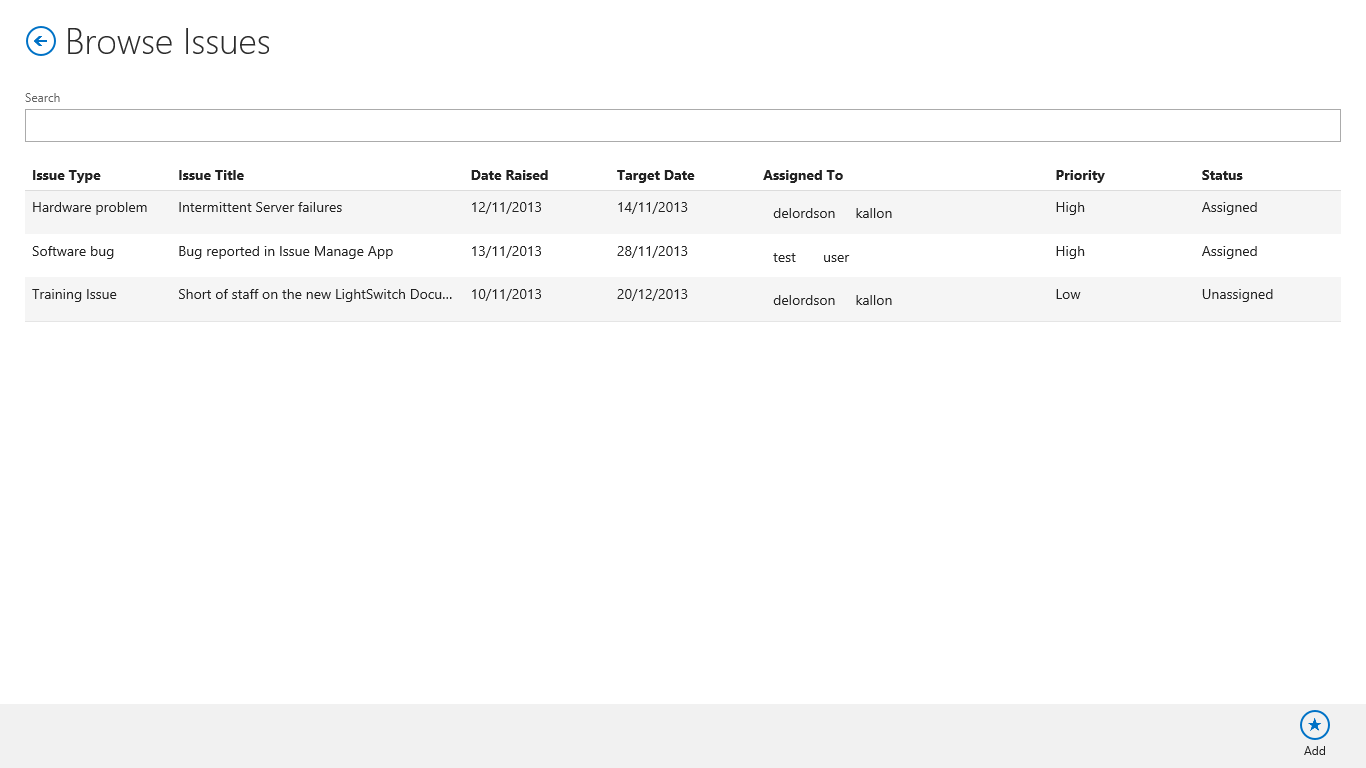 Browse Issues
Search
Issue Type Issue Title Date Raised Target Date Assigned To Priority Status
Hardware problem Intermittent Server failures 12/11/2013 14/11/2013 delordson kallon High Assigned
Software bug Bug reported in Issue Manage App 13/11/2013 28/11/2013 test user High Assigned
Training Issue Short of staff on the new LightSwitch Docu... 10/11/2013 20/12/2013 delordson kallon Low Unassigned
Add